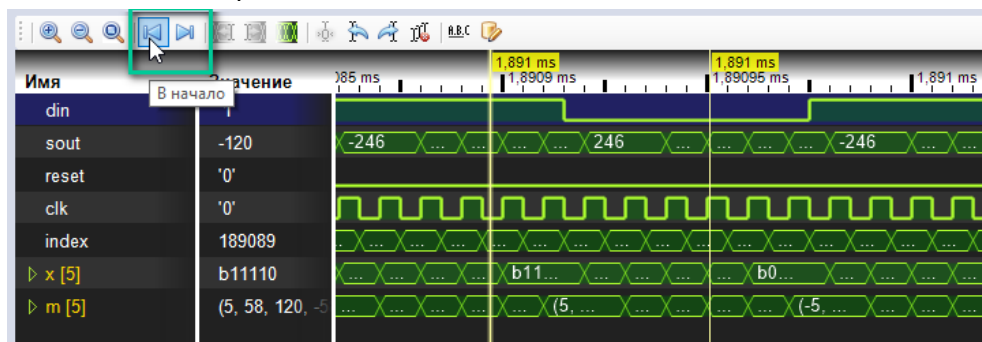 A.B.C
1,891 ms 1,891 ms
Имя Значение )85 ms 1,8909 ms 1,89095 ms 1,891 ms
В начало
din '1'
sout -120 -246 ... ... ... ... 246 ... ... ... ... -246 ... ...
reset '0'
clk '0'
index 189089 ... ... ... ... ... ... ... ... ... ... ... ... ... ... ... ...
x [5] b11110 ... ... ... ... b11... ... ... ... ... b0... ... ... ...
m [5] (5, 58, 120, -5 ... ... ... ... ... (5, ... ... ... ... ... (-5, ... ... ...